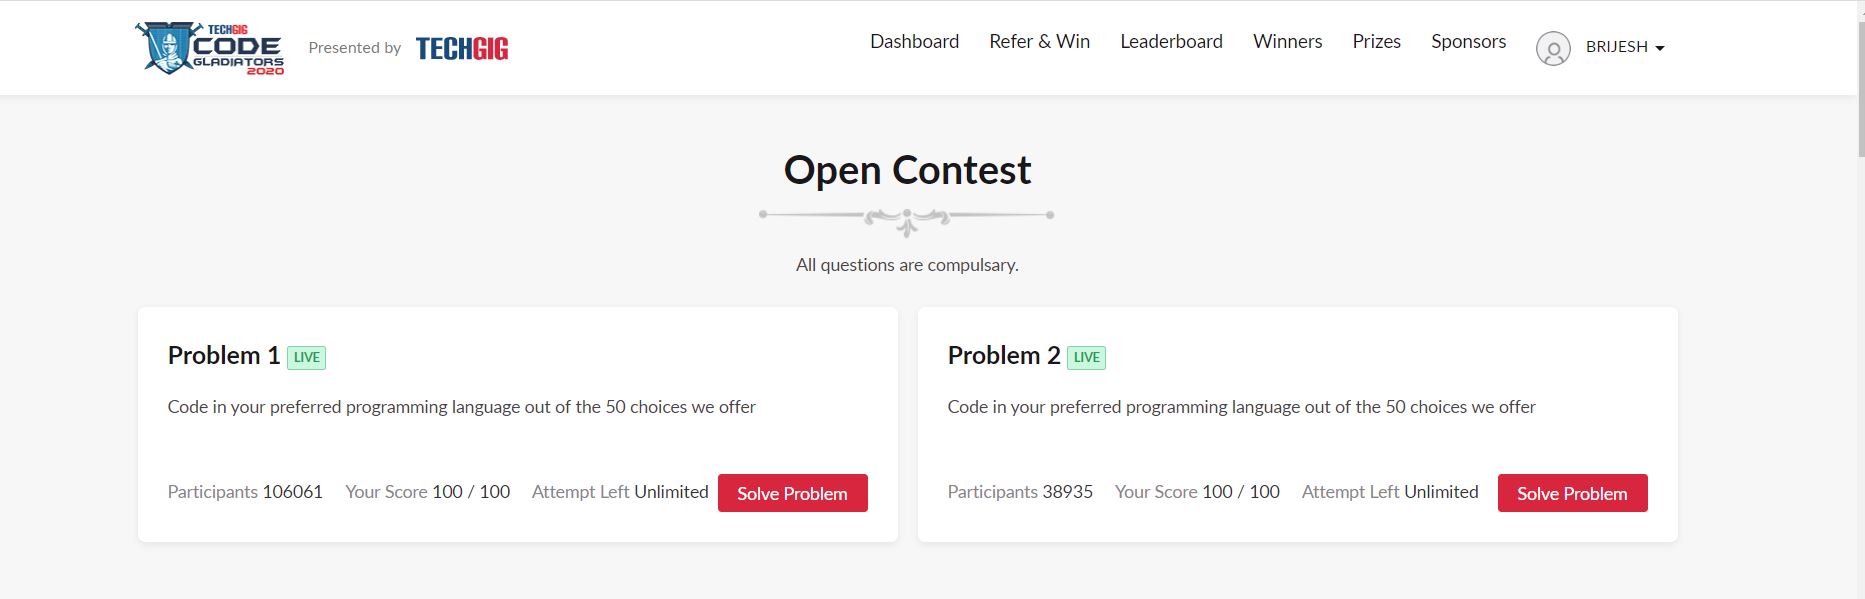 TECHGIG
CODE
GLADIATORS
2020
Presented by TECHGIG
Dashboard Refer & Win Leaderboard Winners Prizes Sponsors BRIJESH
Open Contest
All questions are compulsary.
Problem 1 LIVE
Code in your preferred programming language out of the 50 choices we offer
Participants 106061 Your Score 100 / 100 Attempt Left Unlimited Solve Problem
Problem 2 LIVE
Code in your preferred programming language out of the 50 choices we offer
Participants 38935 Your Score 100 / 100 Attempt Left Unlimited Solve Problem